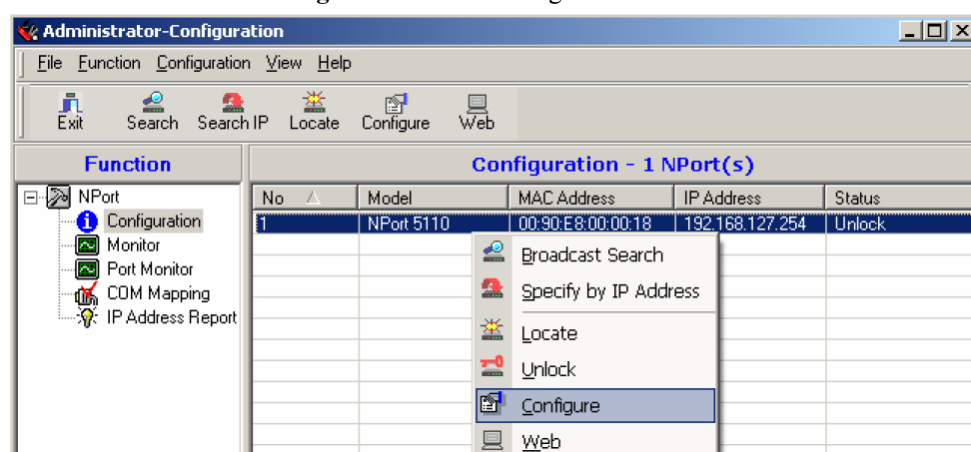 Administrator-Configuration
File Function Configuration View Help
Exit Search Search IP Locate Configure Web
Function
Configuration - 1 NPort(s)
NPort
Configuration
Monitor
Port Monitor
COM Mapping
IP Address Report
No Model MAC Address IP Address Status
1 NPort 5110 00:90:E8:00:00:18 192.168.127.254 Unlock
Broadcast Search
Specify by IP Address
Locate
Unlock
Configure
Web